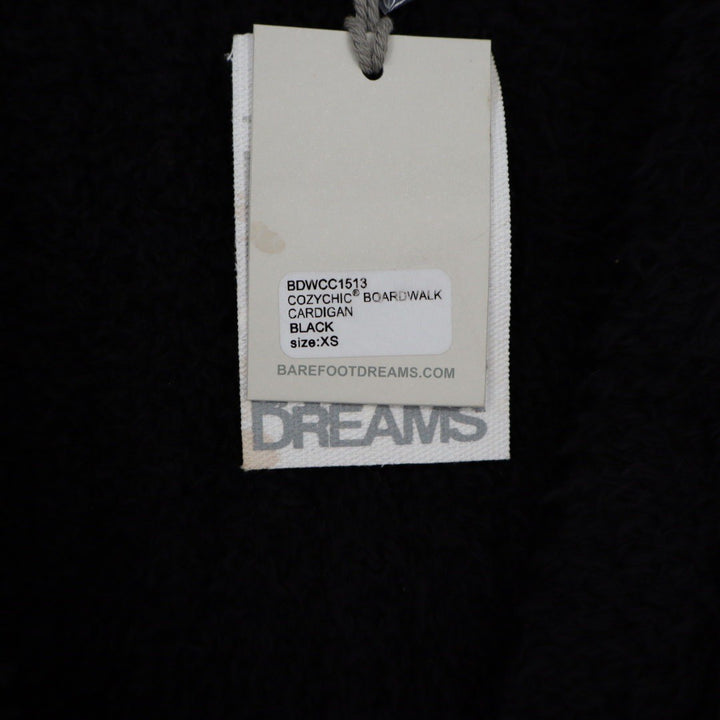 BDWCC1513
COZYCHIC® BOARDWALK
CARDIGAN
BLACK
size:XS
BAREFOOTDREAMS.COM
DREAMS